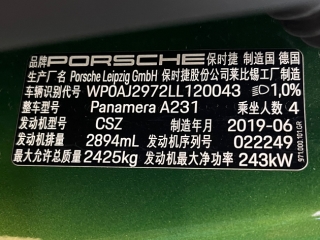 品牌 PORSCHE 保时捷 制造国 德国
生产厂名 Porsche Leipzig GmbH 保时捷股份公司莱比锡工厂制造
车辆识别代号 WP0AJ2972LL120043 1,0%
整车型号 Panamera A231 乘坐人数 4
发动机型号 CSZ 制造年月 2019-06
发动机排量 2894mL 发动机序列号 022249
最大允许总质量 2425kg 发动机最大净功率 243kW
971.000.101.GR